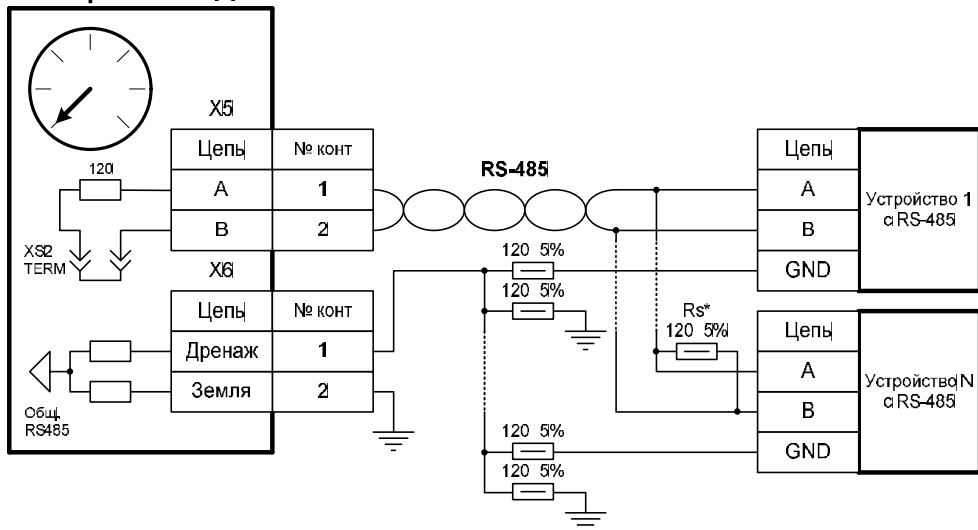 X5
Цепь № конт
120
A 1
B 2
XS2
TERM
X6
Цепь № конт
Дренаж 1
Земля 2
Общ.
RS485
RS-485
120 5%
120 5%
Rs*
120 5%
120 5%
120 5%
Цепь
A
B
GND
Устройство 1
с RS-485
Цепь
A
B
GND
Устройство N
с RS-485